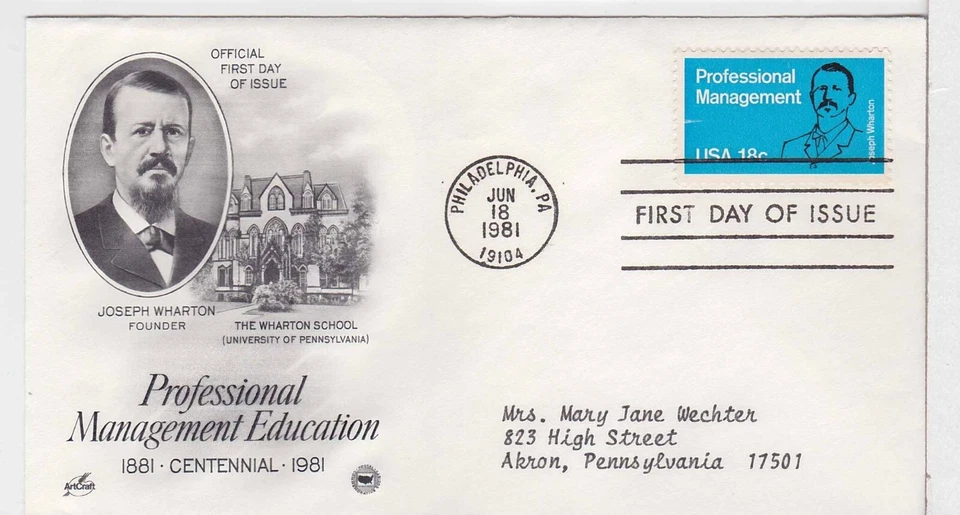 OFFICIAL
FIRST DAY
OF ISSUE
JOSEPH WHARTON
FOUNDER
THE WHARTON SCHOOL
(UNIVERSITY OF PENNSYLVANIA)
Professional
Management Education
1881 · CENTENNIAL · 1981
ArtCraft
PHILADELPHIA, PA
JUN
18
1981
19104
Professional
Management
USA 18c
Joseph Wharton
FIRST DAY OF ISSUE
Mrs. Mary Jane Wechter
823 High Street
Akron, Pennsylvania 17501